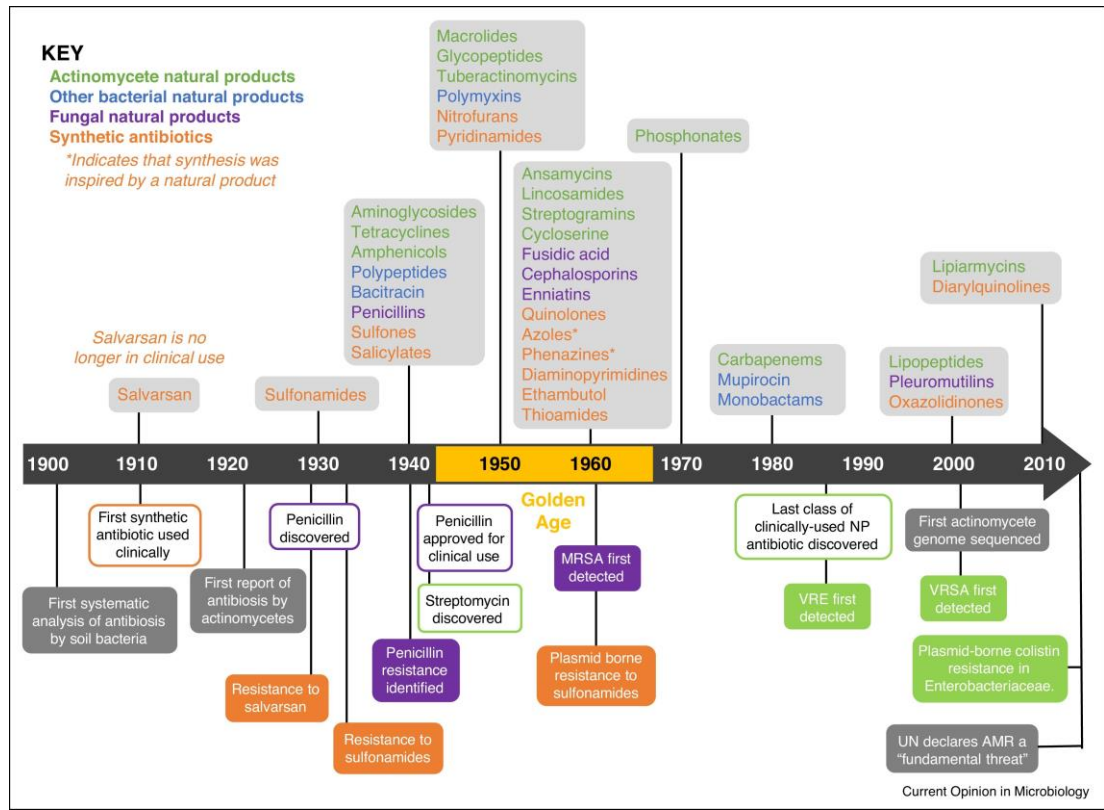 KEY
Actinomycete natural products
Other bacterial natural products
Fungal natural products
Synthetic antibiotics
*Indicates that synthesis was
inspired by a natural product
Macrolides
Glycopeptides
Tuberactinomycins
Polymyxins
Nitrofurans
Pyridinamides
Phosphonates
Ansamycins
Lincosamides
Streptogramins
Cycloserine
Fusidic acid
Cephalosporins
Enniatins
Quinolones
Azoles*
Phenazines*
Diaminopyrimidines
Ethambutol
Thioamides
Aminoglycosides
Tetracyclines
Amphenicols
Polypeptides
Bacitracin
Penicillins
Sulfones
Salicylates
Lipiarmycins
Diarylquinolines
Salvarsan is no
longer in clinical use
Carbapenems
Mupirocin
Monobactams
Lipopeptides
Pleuromutilins
Oxazolidinones
Salvarsan
Sulfonamides
1900 1910 1920 1930 1940 1950 1960 1970 1980 1990 2000 2010
Golden
Age
First synthetic
antibiotic used
clinically
Penicillin
discovered
Penicillin
approved for
clinical use
Last class of
clinically-used NP
antibiotic discovered
First actinomycete
genome sequenced
MRSA first
detected
First systematic
analysis of antibiosis
by soil bacteria
First report of
antibiosis by
actinomycetes
Streptomycin
discovered
VRE first
detected
VRSA first
detected
Penicillin
resistance
identified
Plasmid borne
resistance to
sulfonamides
Plasmid-borne colistin
resistance in
Enterobacteriaceae.
Resistance to
salvarsan
Resistance to
sulfonamides
UN declares AMR a
“fundamental threat”
Current Opinion in Microbiology